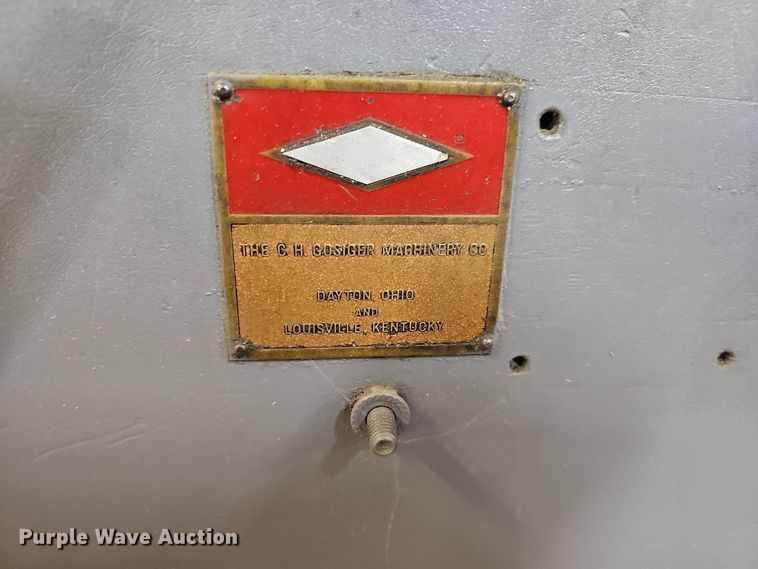 THE C. H. GOSIGER MACHINERY CO.
DAYTON, OHIO
AND
LOUISVILLE, KENTUCKY
Purple Wave Auction